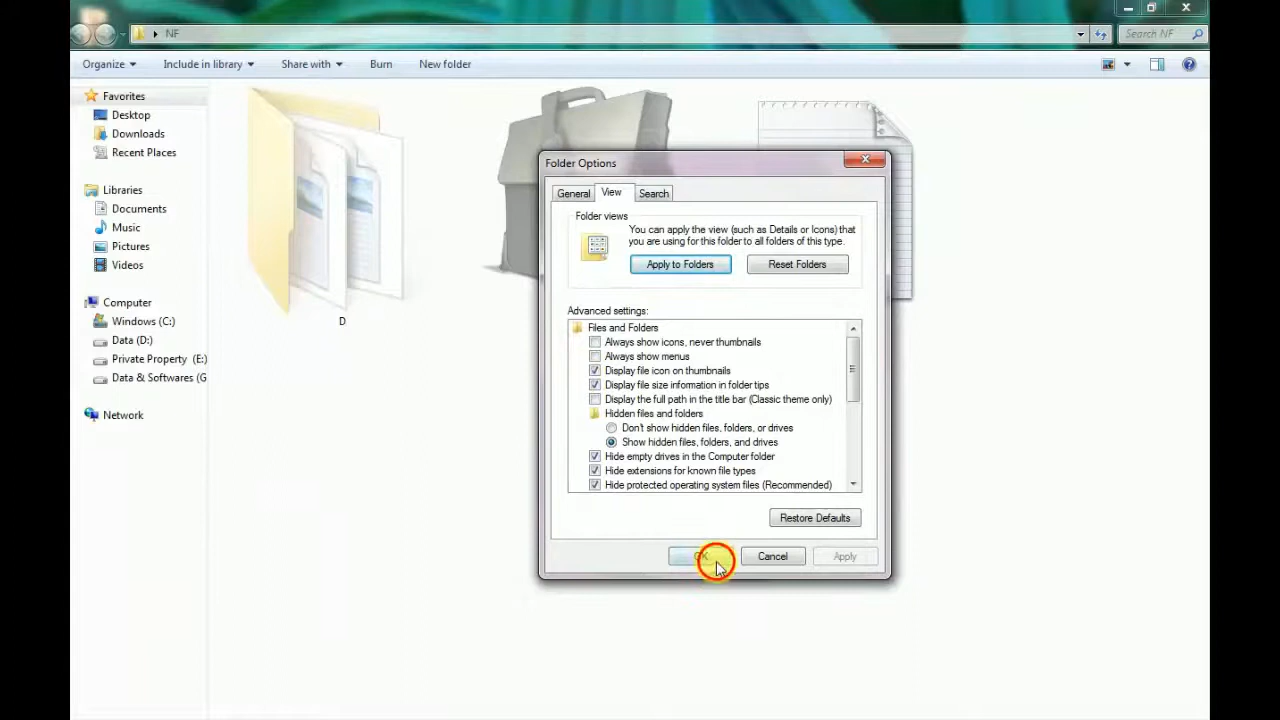 NF
Search NF
Organize
Include in library
Share with
Burn
New folder
Favorites
Desktop
Downloads
Recent Places
Libraries
Documents
Music
Pictures
Videos
Computer
Windows (C:)
Data (D:)
Private Property (E:)
Data & Softwares (G
Network
D
Folder Options
General
View
Search
Folder views
You can apply the view (such as Details or Icons) that
you are using for this folder to all folders of this type.
Apply to Folders
Reset Folders
Advanced settings:
Files and Folders
Always show icons, never thumbnails
Always show menus
Display file icon on thumbnails
Display file size information in folder tips
Display the full path in the title bar (Classic theme only)
Hidden files and folders
Don't show hidden files, folders, or drives
Show hidden files, folders, and drives
Hide empty drives in the Computer folder
Hide extensions for known file types
Hide protected operating system files (Recommended)
Restore Defaults
OK
Cancel
Apply